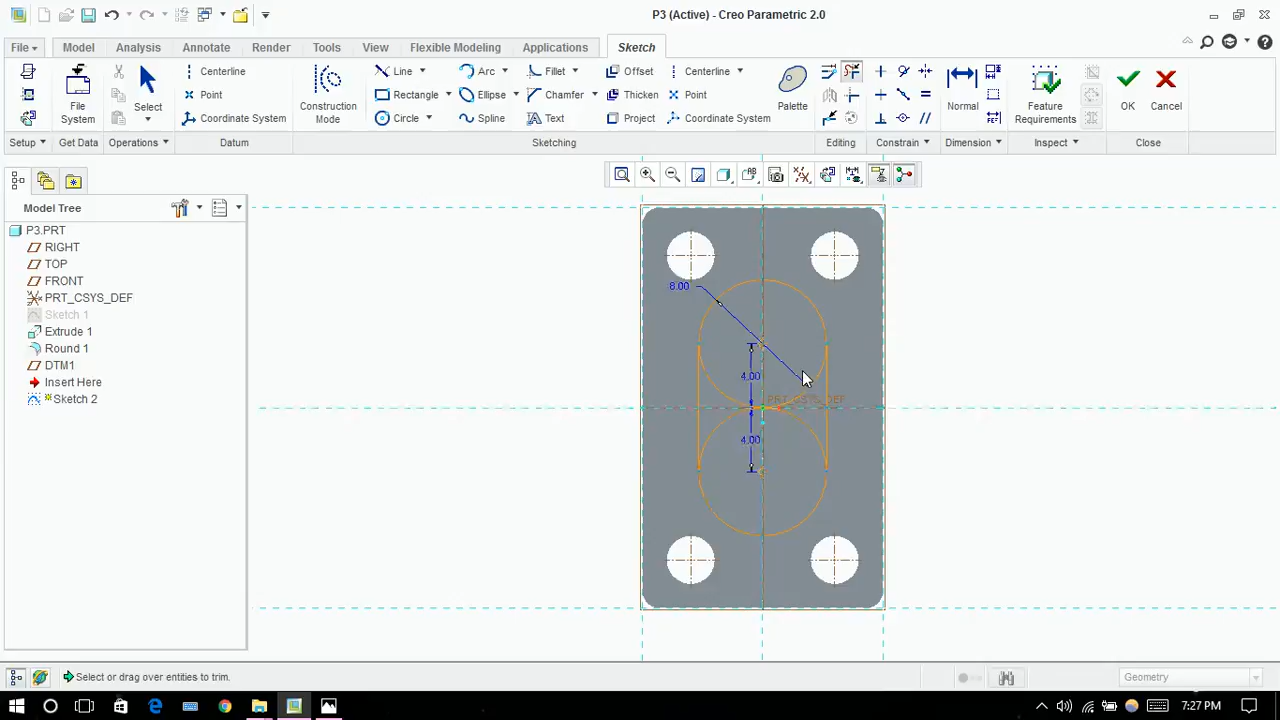 P3 (Active) - Creo Parametric 2.0
File
Model
Analysis
Annotate
Render
Tools
View
Flexible Modeling
Applications
Sketch
File System
Select
Centerline
Point
Coordinate System
Construction Mode
Line
Rectangle
Circle
Arc
Ellipse
Spline
Fillet
Chamfer
Text
Offset
Thicken
Project
Centerline
Point
Coordinate System
Palette
Normal
Feature Requirements
OK
Cancel
Setup
Get Data
Operations
Datum
Sketching
Editing
Constrain
Dimension
Inspect
Close
Model Tree
P3.PRT
RIGHT
TOP
FRONT
PRT_CSYS_DEF
Sketch 1
Extrude 1
Round 1
DTM1
Insert Here
Sketch 2
8.00
4.00
PRT_CSYS_DEF
4.00
Select or drag over entities to trim.
Geometry
7:27 PM